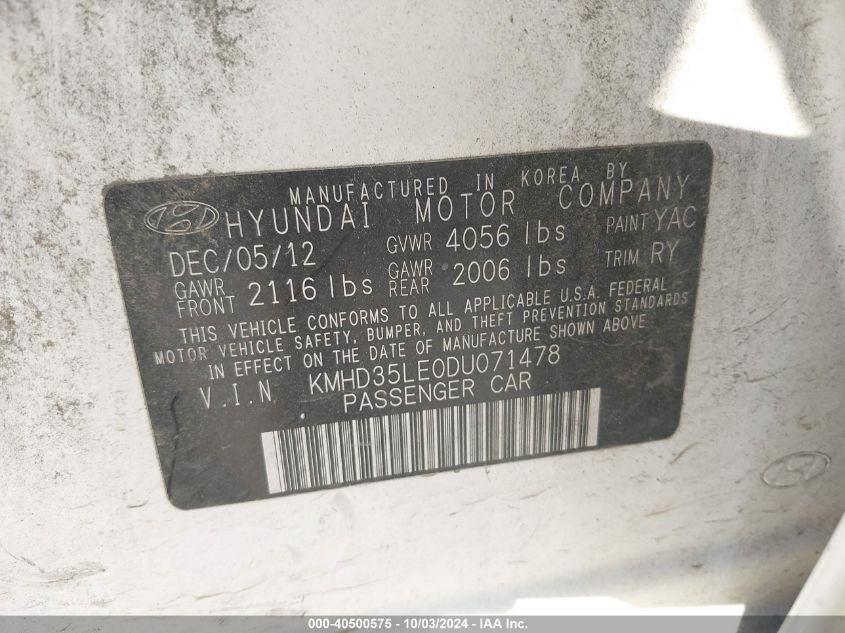 MANUFACTURED IN KOREA BY
HYUNDAI MOTOR COMPANY
DEC/05/12 GVWR 4056 lbs PAINT YAC
GAWR FRONT 2116 lbs GAWR REAR 2006 lbs TRIM RY
THIS VEHICLE CONFORMS TO ALL APPLICABLE U.S.A. FEDERAL
MOTOR VEHICLE SAFETY, BUMPER, AND THEFT PREVENTION STANDARDS
IN EFFECT ON THE DATE OF MANUFACTURE SHOWN ABOVE
V.I.N KMHD35LE0DU071478
PASSENGER CAR
000-40500575 - 10/03/2024 - © IAA, Inc.